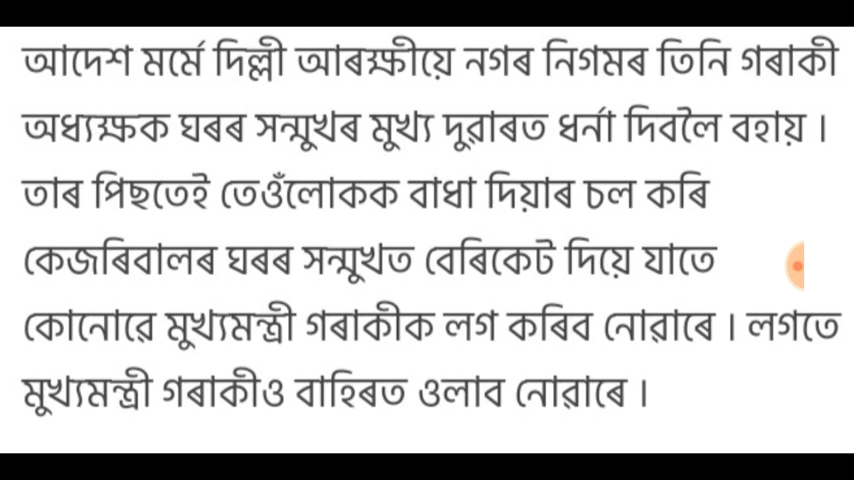 আদেশ মৰ্মে দিল্লী আৰক্ষীয়ে নগৰ নিগমৰ তিনি গৰাকী
অধ্যক্ষক ঘৰৰ সন্মুখৰ মুখ্য দুৱাৰত ধৰ্না দিবলৈ বহায় ।
তাৰ পিছতেই তেওঁলোকক বাধা দিয়াৰ চল কৰি
কেজৰিবালৰ ঘৰৰ সন্মুখত বেৰিকেট দিয়ে যাতে
কোনোৱে মুখ্যমন্ত্ৰী গৰাকীক লগ কৰিব নোৱাৰে । লগতে
মুখ্যমন্ত্ৰী গৰাকীও বাহিৰত ওলাব নোৱাৰে ।